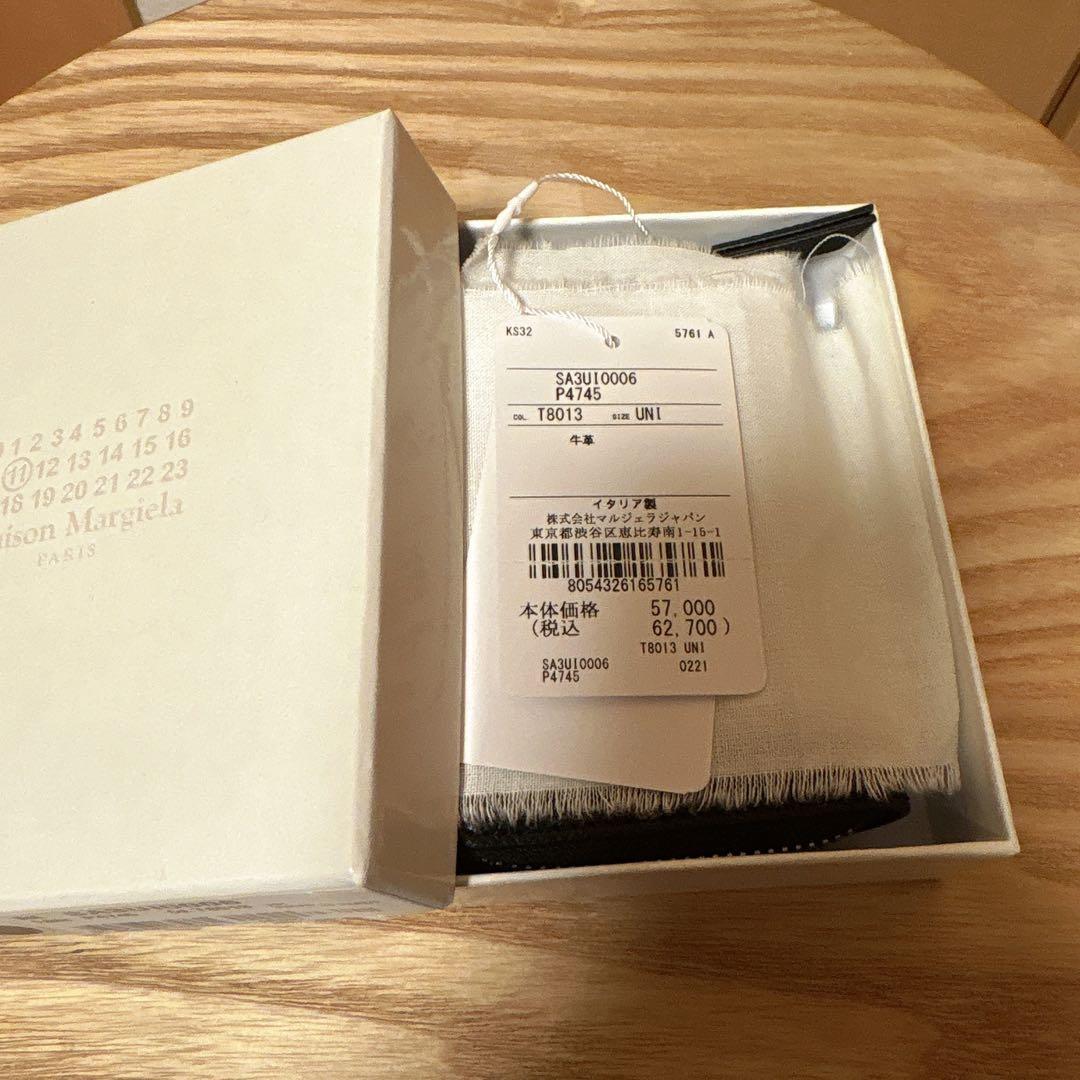 1 2 3 4 5 6 7 8 9
11 12 13 14 15 16
18 19 20 21 22 23
Margiela
PARIS
KS32 5761 A
SA3UI0006
P4745
COL. T8013 SIZE UNI
牛革
イタリア製
株式会社マルジェラジャパン
東京都渋谷区恵比寿南1-15-1
8054326165761
本体価格 57,000
(税込 62,700 )
T8013 UNI
SA3UI0006 0221
P4745